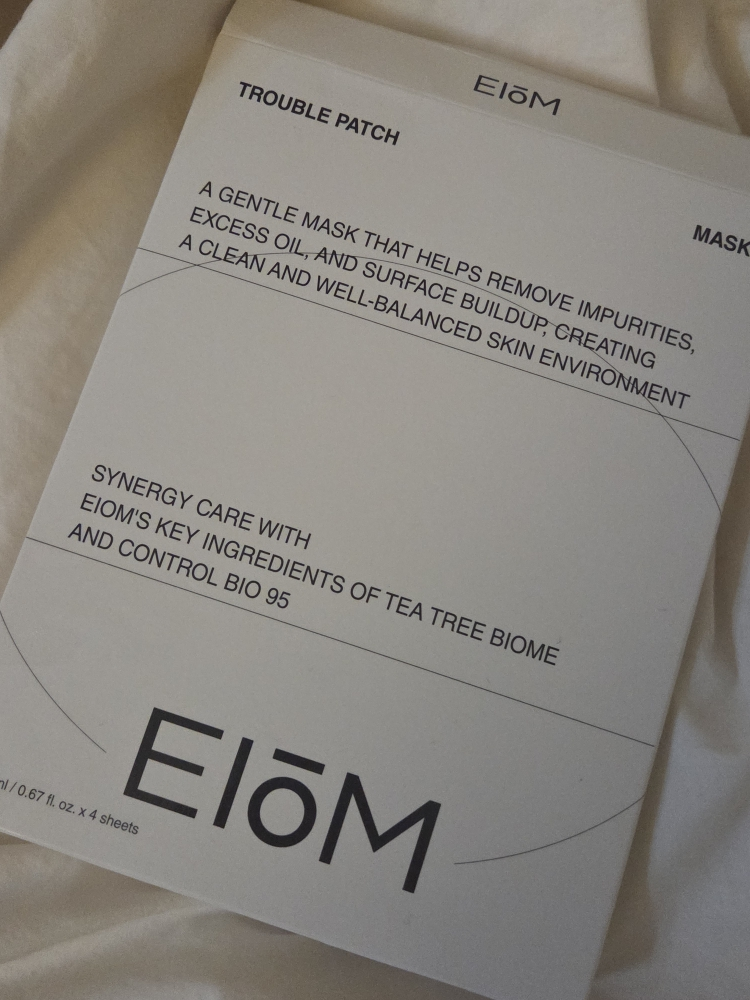 EIōM
TROUBLE PATCH
MASK
A GENTLE MASK THAT HELPS REMOVE IMPURITIES,
EXCESS OIL, AND SURFACE BUILDUP, CREATING
A CLEAN AND WELL-BALANCED SKIN ENVIRONMENT
SYNERGY CARE WITH
EIOM'S KEY INGREDIENTS OF TEA TREE BIOME
AND CONTROL BIO 95
EIōM
ml / 0.67 fl. oz. x 4 sheets